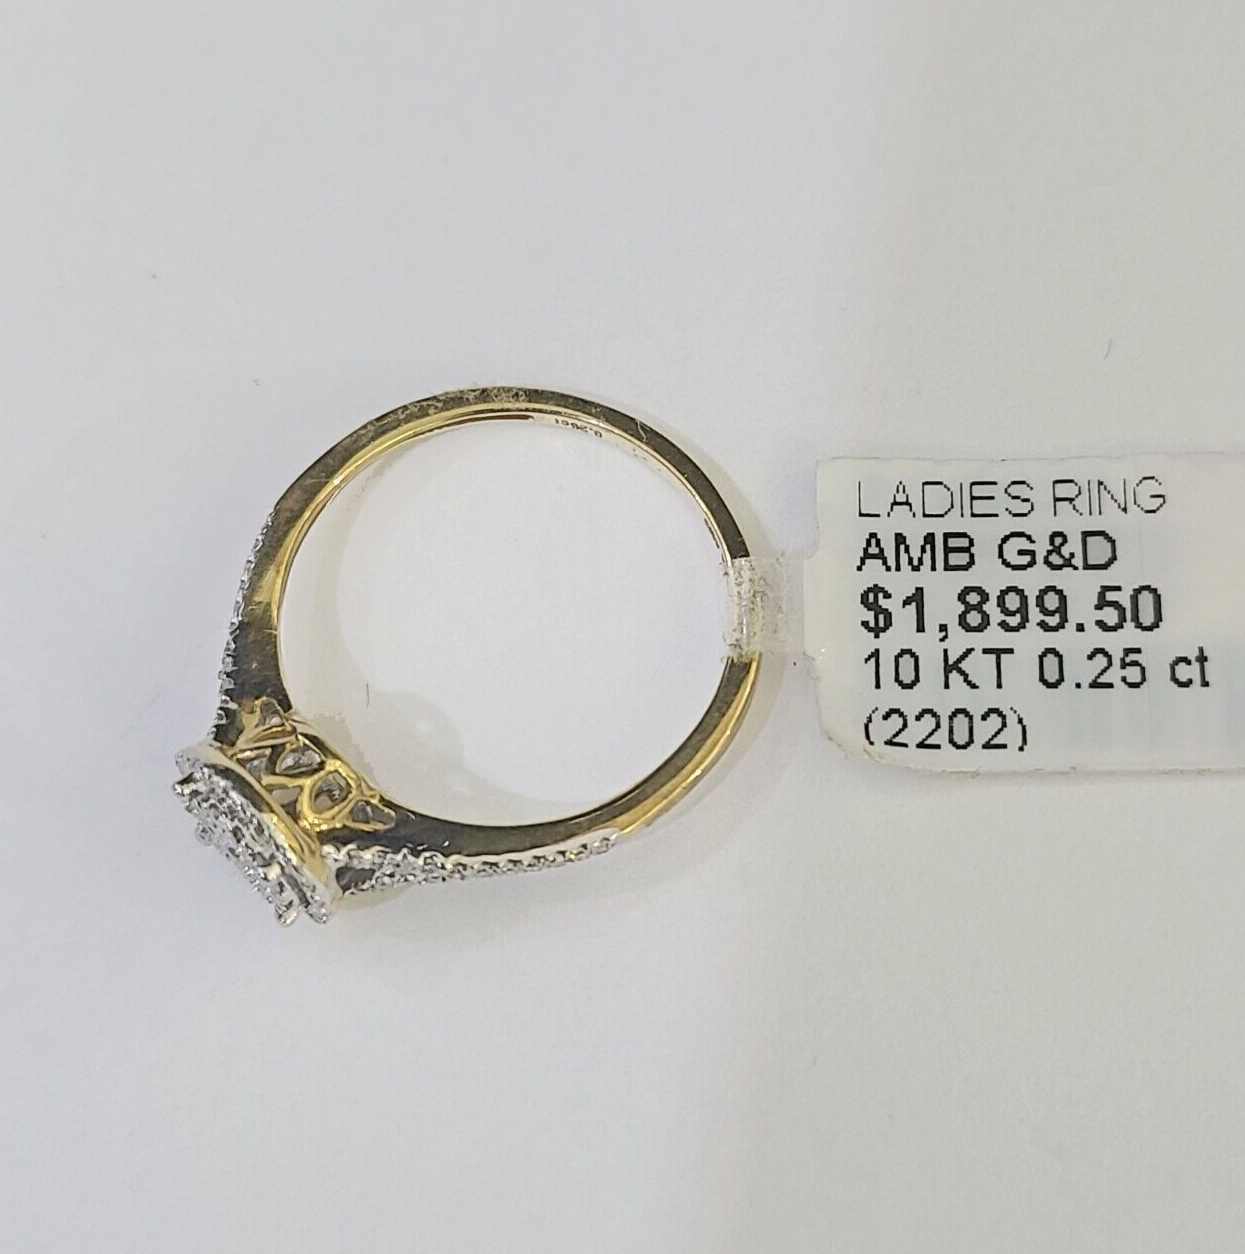 LADIES RING
AMB G&D
$1,899.50
10 KT 0.25 ct
(2202)